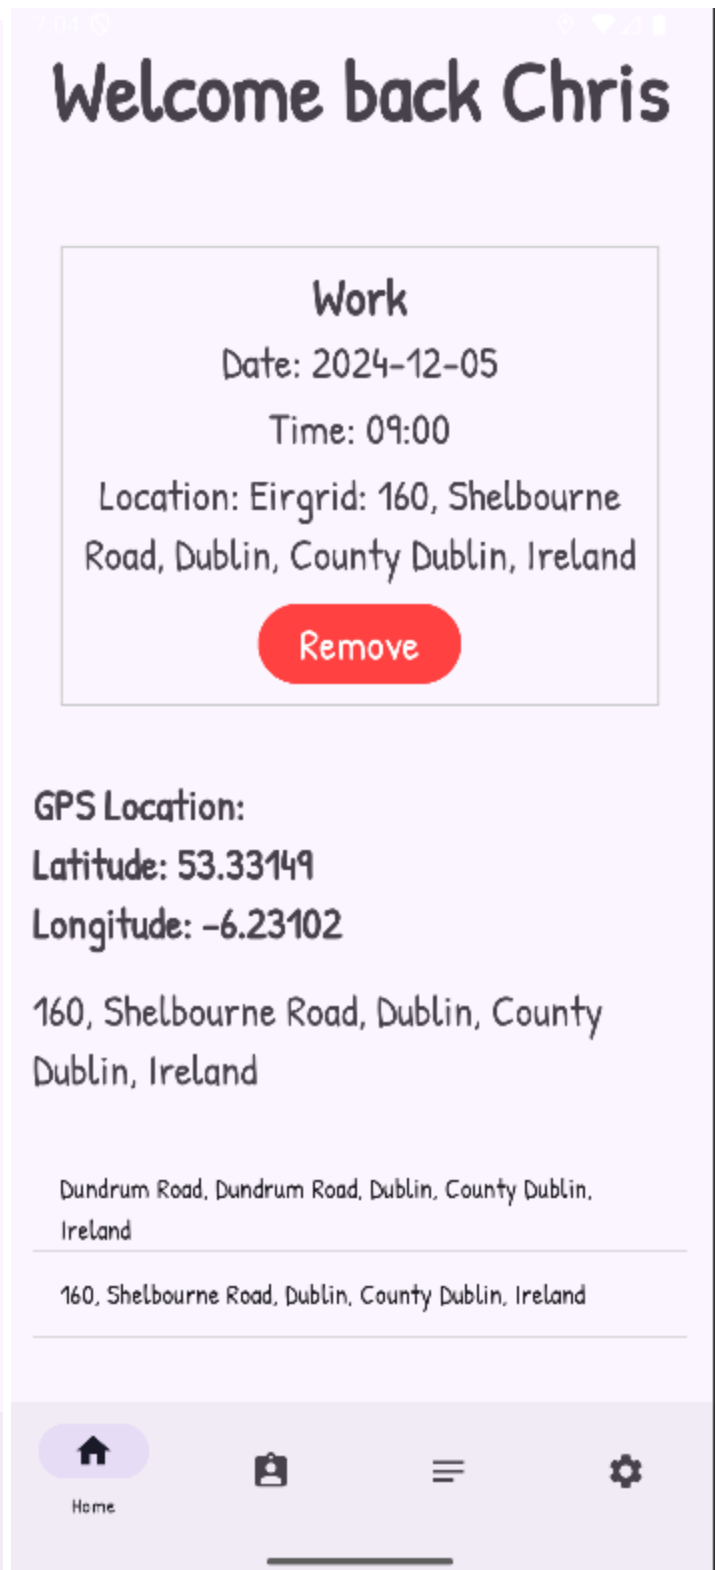 7:04
Welcome back Chris
Work
Date: 2024-12-05
Time: 09:00
Location: Eirgrid: 160, Shelbourne
Road, Dublin, County Dublin, Ireland
Remove
GPS Location:
Latitude: 53.33149
Longitude: -6.23102
160, Shelbourne Road, Dublin, County
Dublin, Ireland
Dundrum Road, Dundrum Road, Dublin, County Dublin,
Ireland
160, Shelbourne Road, Dublin, County Dublin, Ireland
Home